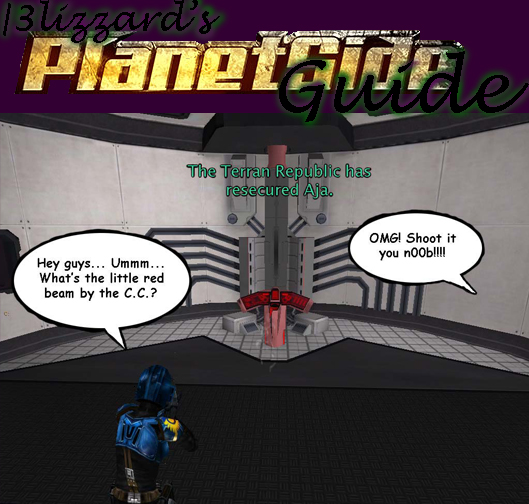 |3lizzard's
PlanetSide
Guide
The Terran Republic has
resecured Aja.
Hey guys... Ummm...
What's the little red
beam by the C.C.?
OMG! Shoot it
you n00b!!!!